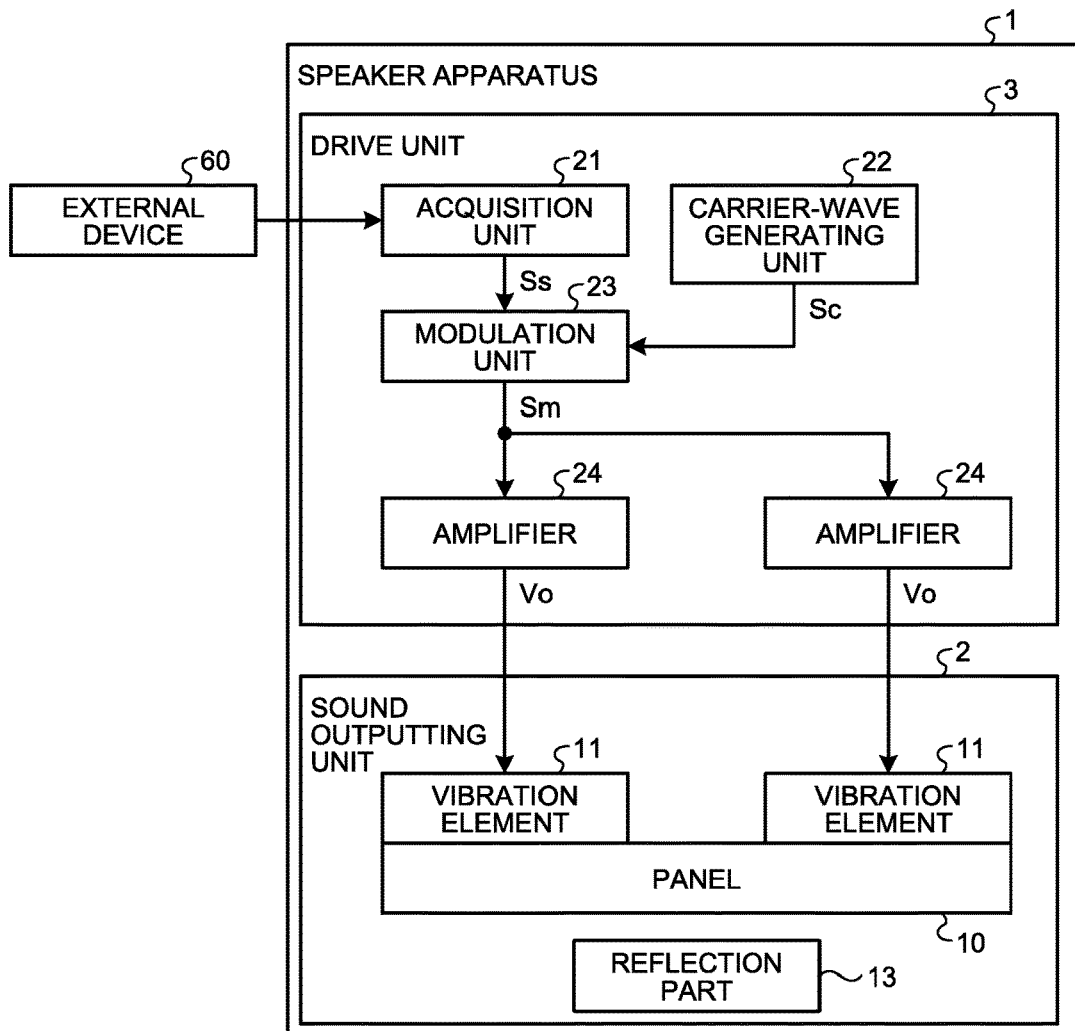 1
SPEAKER APPARATUS
3
DRIVE UNIT
60
EXTERNAL
DEVICE
21
ACQUISITION
UNIT
22
CARRIER-WAVE
GENERATING
UNIT
Ss
23
Sc
MODULATION
UNIT
Sm
24
AMPLIFIER
24
AMPLIFIER
Vo
Vo
2
SOUND
OUTPUTTING
UNIT
11
VIBRATION
ELEMENT
11
VIBRATION
ELEMENT
PANEL
10
REFLECTION
PART
13